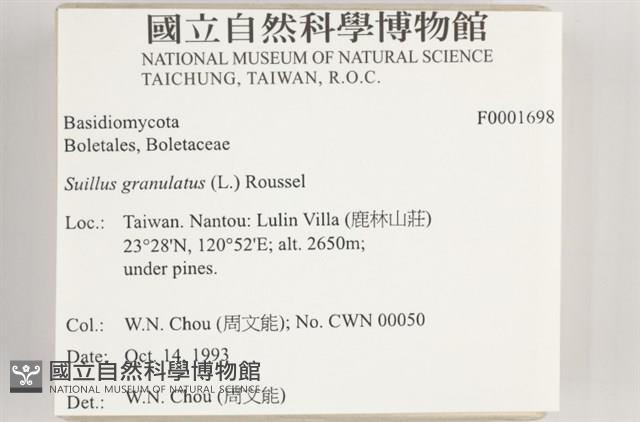 國立自然科學博物館
NATIONAL MUSEUM OF NATURAL SCIENCE
TAICHUNG, TAIWAN, R.O.C.
Basidiomycota F0001698
Boletales, Boletaceae
Suillus granulatus (L.) Roussel
Loc.: Taiwan. Nantou: Lulin Villa (鹿林山莊)
23°28'N, 120°52'E; alt. 2650m;
under pines.
Col.: W.N. Chou (周文能); No. CWN 00050
Date: Oct. 14, 1993
國立自然科學博物館
NATIONAL MUSEUM OF NATURAL SCIENCE
Det.: W.N. Chou (周文能)